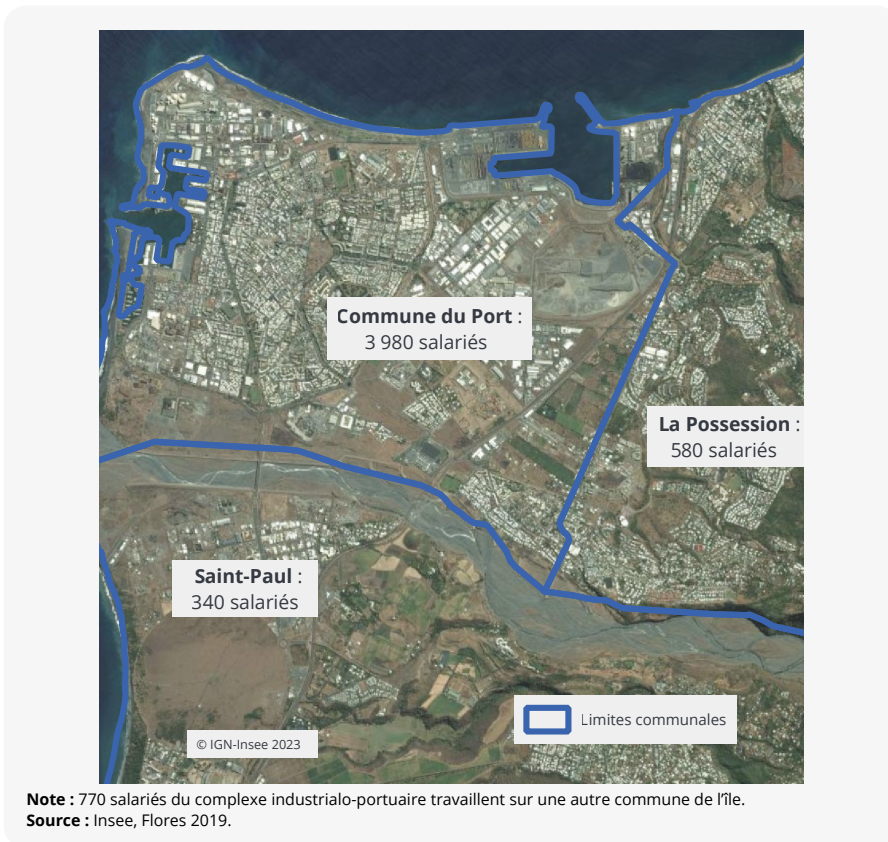 Commune du Port :
3 980 salariés
La Possession :
580 salariés
Saint-Paul :
340 salariés
Limites communales
© IGN-Insee 2023
Note : 770 salariés du complexe industrialo-portuaire travaillent sur une autre commune de l’île.
Source : Insee, Flores 2019.